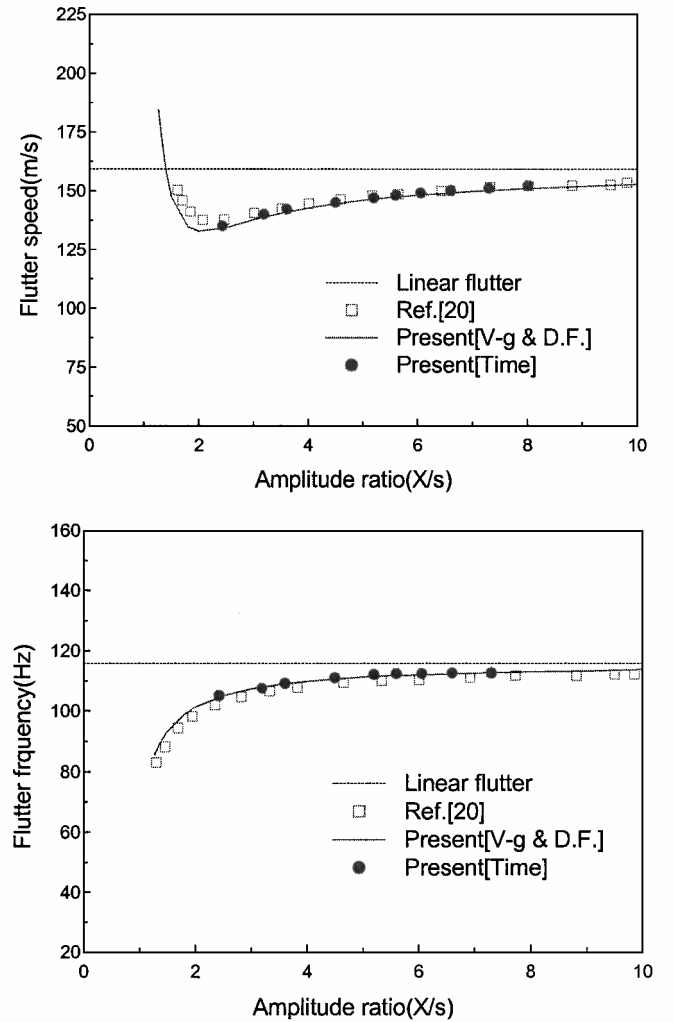 225
200
175
150
125
100
75
50
Flutter speed(m/s)
Linear flutter
Ref.[20]
Present[V-g & D.F.]
Present[Time]
0 2 4 6 8 10
Amplitude ratio(X/s)
160
140
120
100
80
60
40
20
Flutter frquency(Hz)
Linear flutter
Ref.[20]
Present[V-g & D.F.]
Present[Time]
0 2 4 6 8 10
Amplitude ratio(X/s)